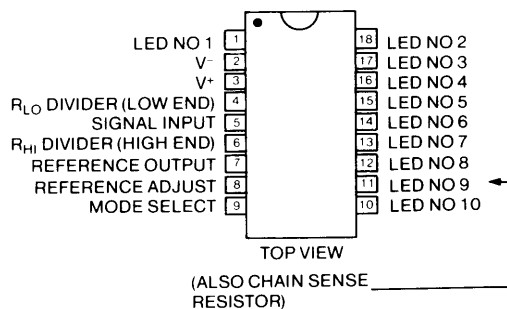 LED NO 1 1 18 LED NO 2
V− 2 17 LED NO 3
V+ 3 16 LED NO 4
RLO DIVIDER (LOW END) 4 15 LED NO 5
SIGNAL INPUT 5 14 LED NO 6
RHI DIVIDER (HIGH END) 6 13 LED NO 7
REFERENCE OUTPUT 7 12 LED NO 8
REFERENCE ADJUST 8 11 LED NO 9
MODE SELECT 9 10 LED NO 10
TOP VIEW
(ALSO CHAIN SENSE
RESISTOR)